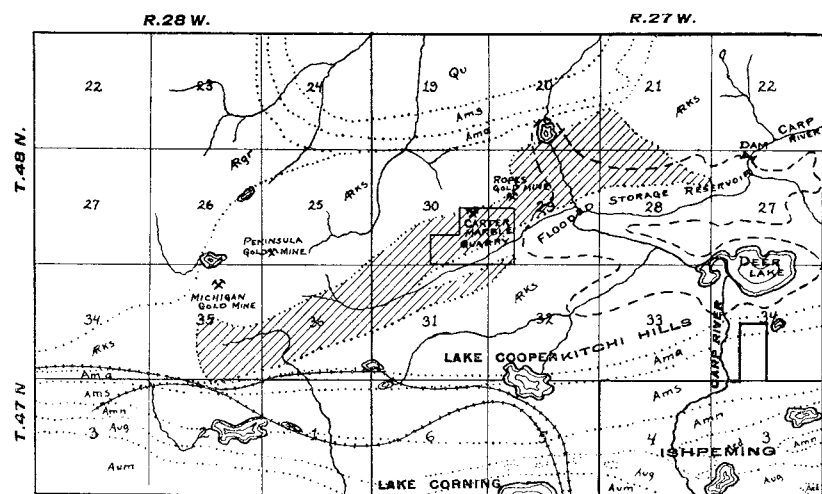 R.28 W. R.27 W.
T.48 N.
T.47 N.
22 23 24 19 Qu 20 21 22
Ams
Ama
ARKS
CARP
RIVER
DAM
ARgr
ARKS
ROPES
GOLD MINE
STORAGE RESERVOIR
27 26 25 30 29 28 27
CARPER
MARBLE
QUARRY
FLOODED
PENINSULA
GOLD MINE
DEER
LAKE
MICHIGAN
GOLD MINE
ARKS
34 35 36 31 32 33 34
ARKS
LAKE COOPER KITCHI HILLS
CARP RIVER
Ama Ama
Ams Ams
Amn Amn
3 Aug 2 1 6 5 4 3 Amn
ISHPEMING
Aum
Aug Aug
LAKE CORNING Aum